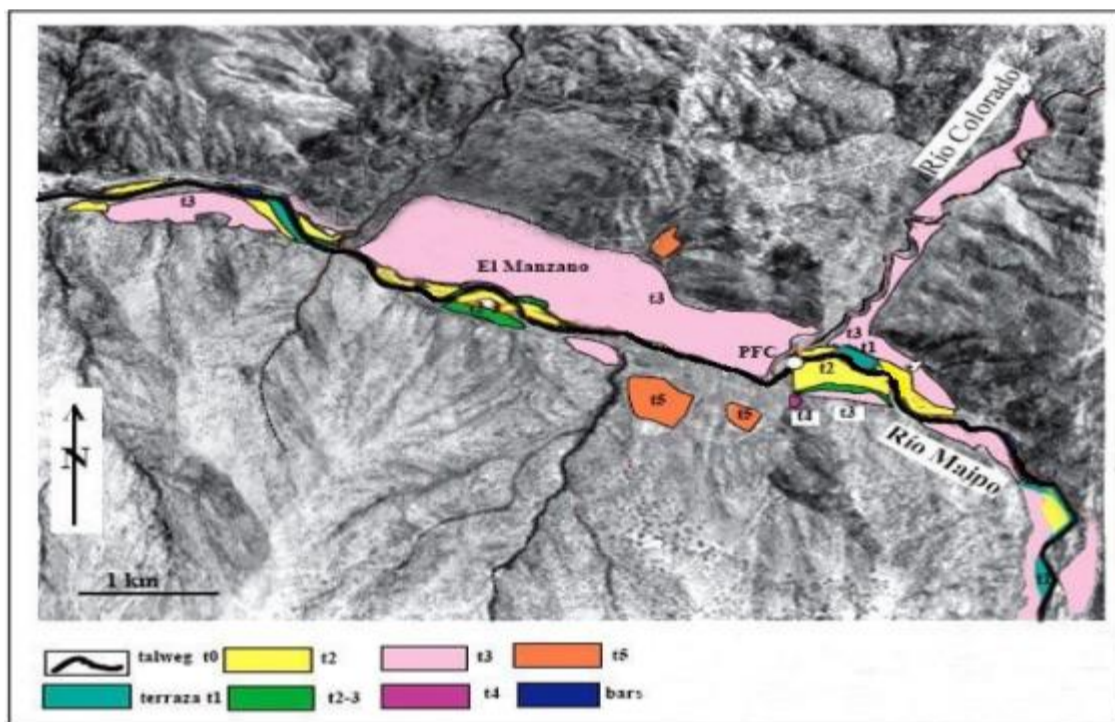 Río Colorado
t3
El Manzano
t3
t3
PFC
t1
t2
t5
t5
t4
t3
Río Maipo
N
1 km
talweg t0
t2
t3
t5
terraza t1
t2-3
t4
bars